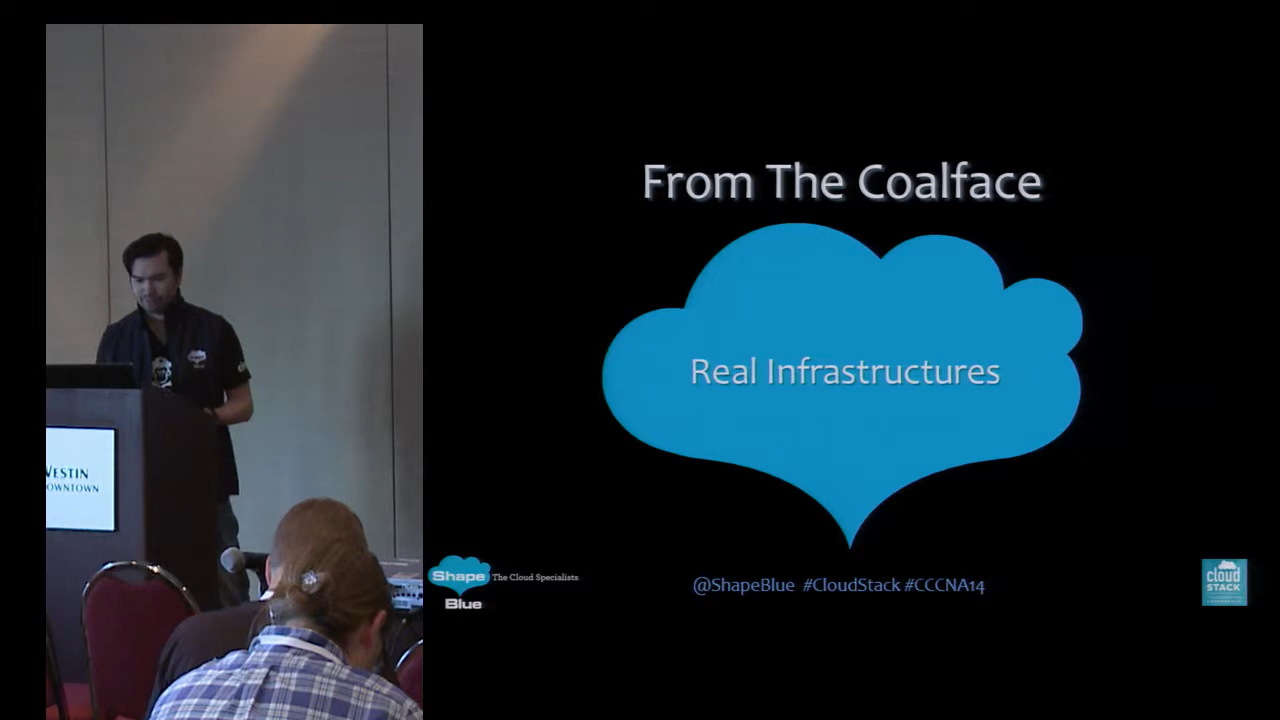 From The Coalface
Real Infrastructures
WESTIN
DOWNTOWN
Shape
Blue
The Cloud Specialists
@ShapeBlue #CloudStack #CCCNA14
cloud
STACK